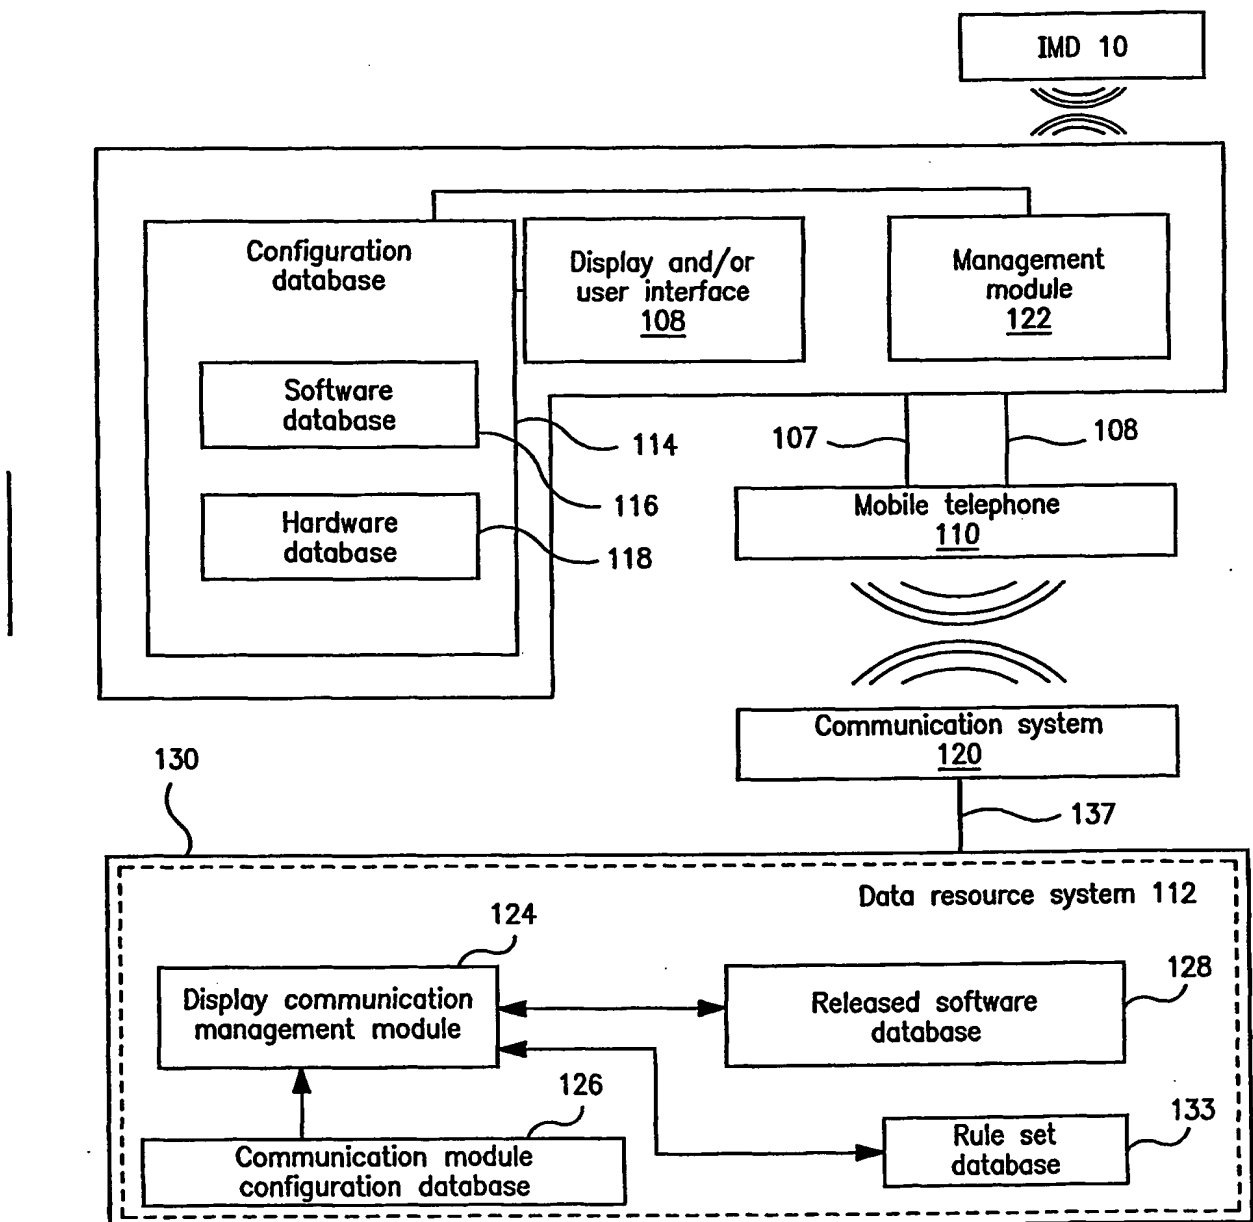 IMD 10
Configuration
database
Display and/or
user interface
108
Management
module
122
Software
database
114
107
108
116
Mobile telephone
110
Hardware
database
118
Communication system
120
130
137
Data resource system 112
124
Display communication
management module
Released software
database
128
126
Communication module
configuration database
Rule set
database
133